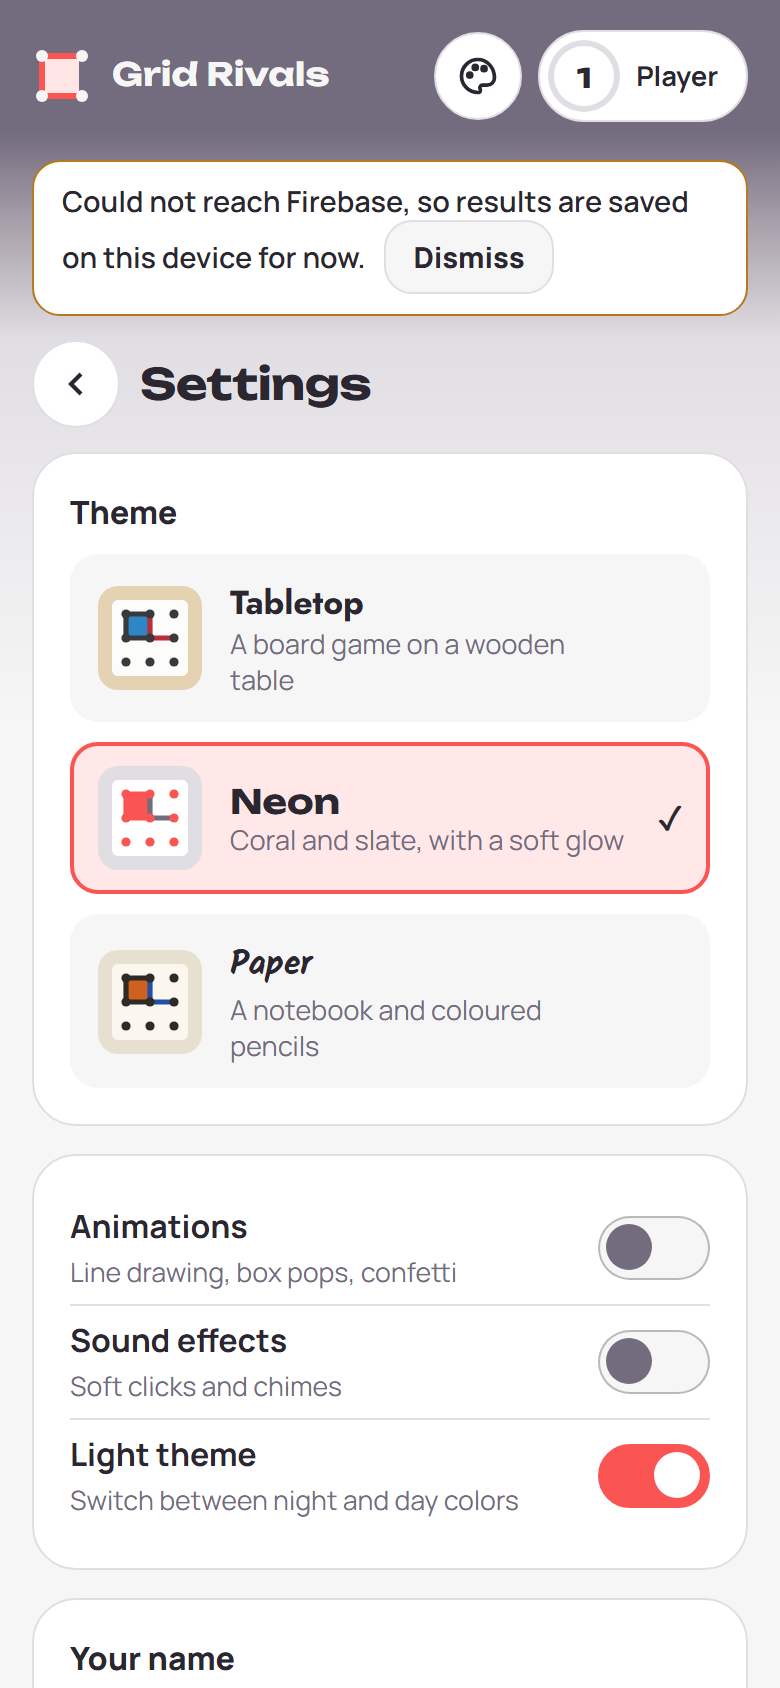 Grid Rivals
1 Player
Could not reach Firebase, so results are saved
on this device for now. Dismiss
Settings
Theme
Tabletop
A board game on a wooden
table
Neon
Coral and slate, with a soft glow
Paper
A notebook and coloured
pencils
Animations
Line drawing, box pops, confetti
Sound effects
Soft clicks and chimes
Light theme
Switch between night and day colors
Your name